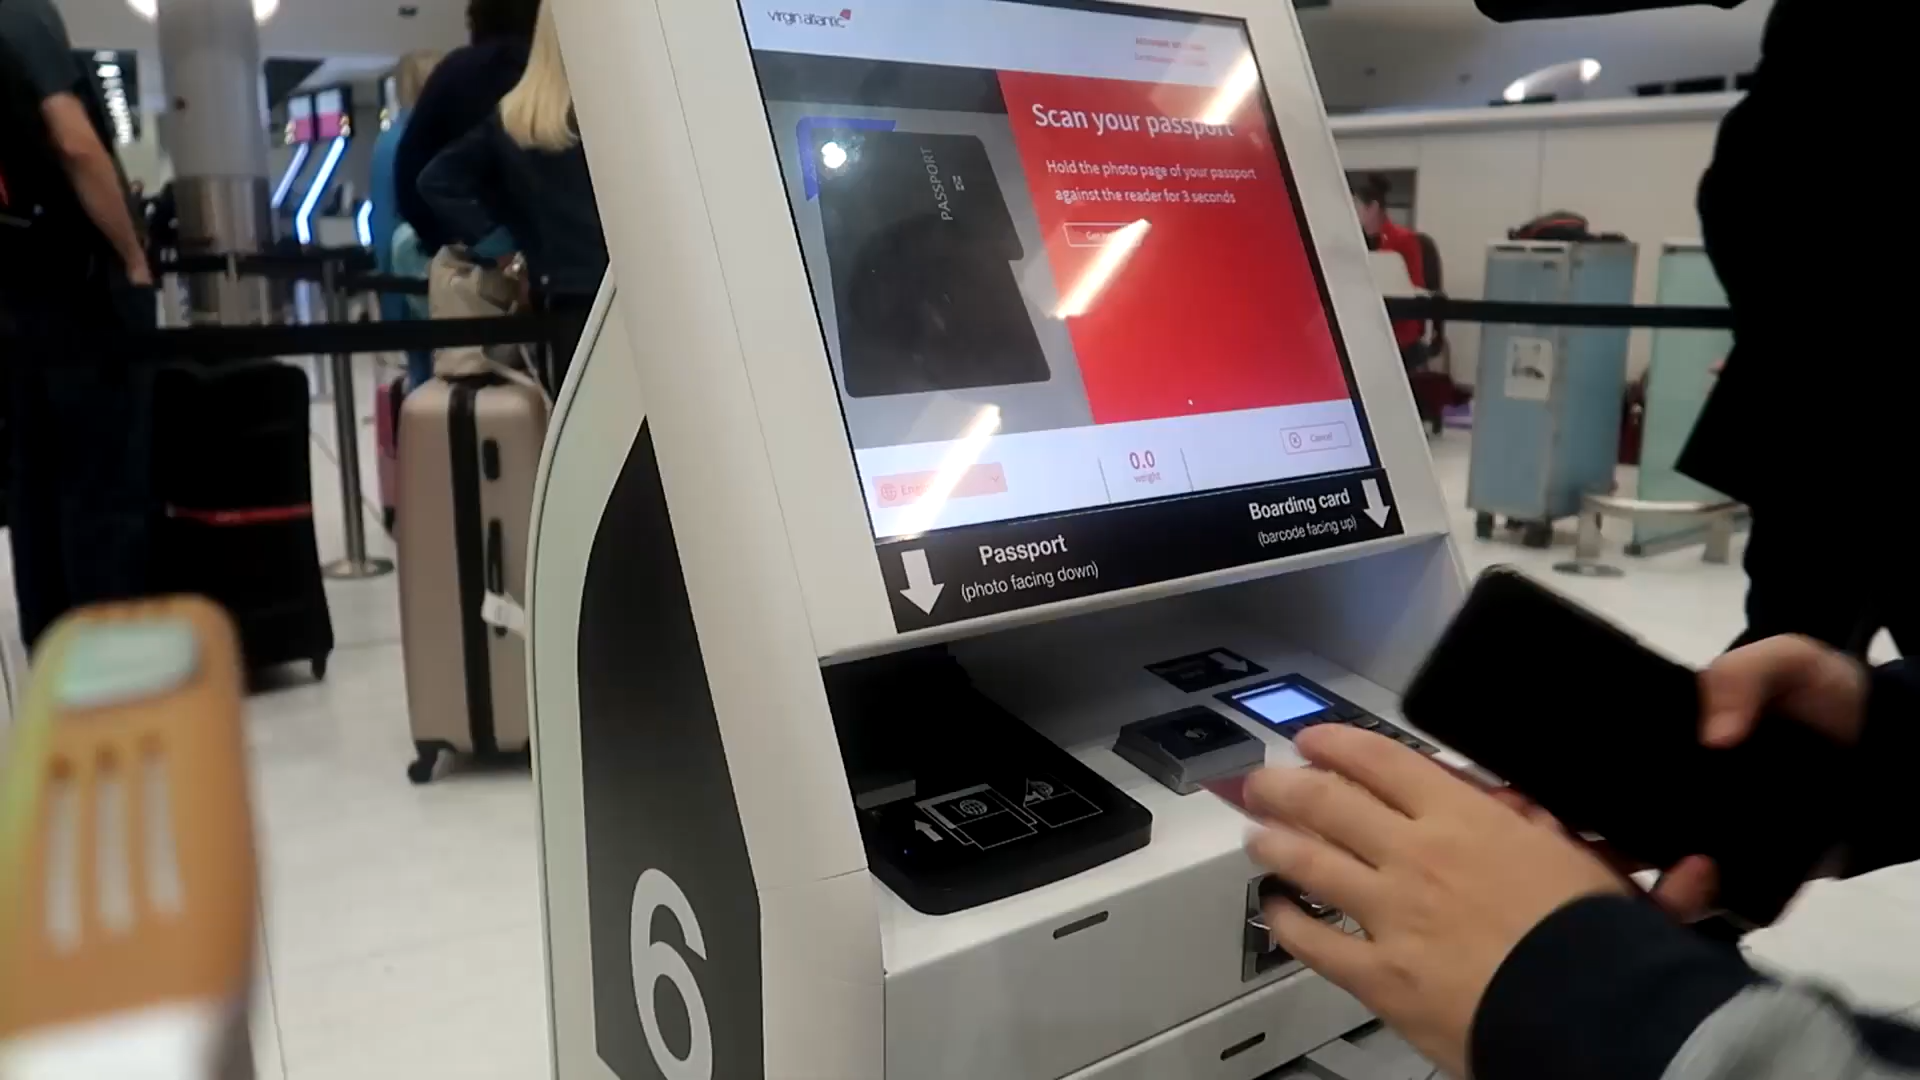 virgin atlantic
Scan your passport
Hold the photo page of your passport
against the reader for 3 seconds
PASSPORT
0.0
weight
Cancel
Passport
(photo facing down)
Boarding card
(barcode facing up)
6